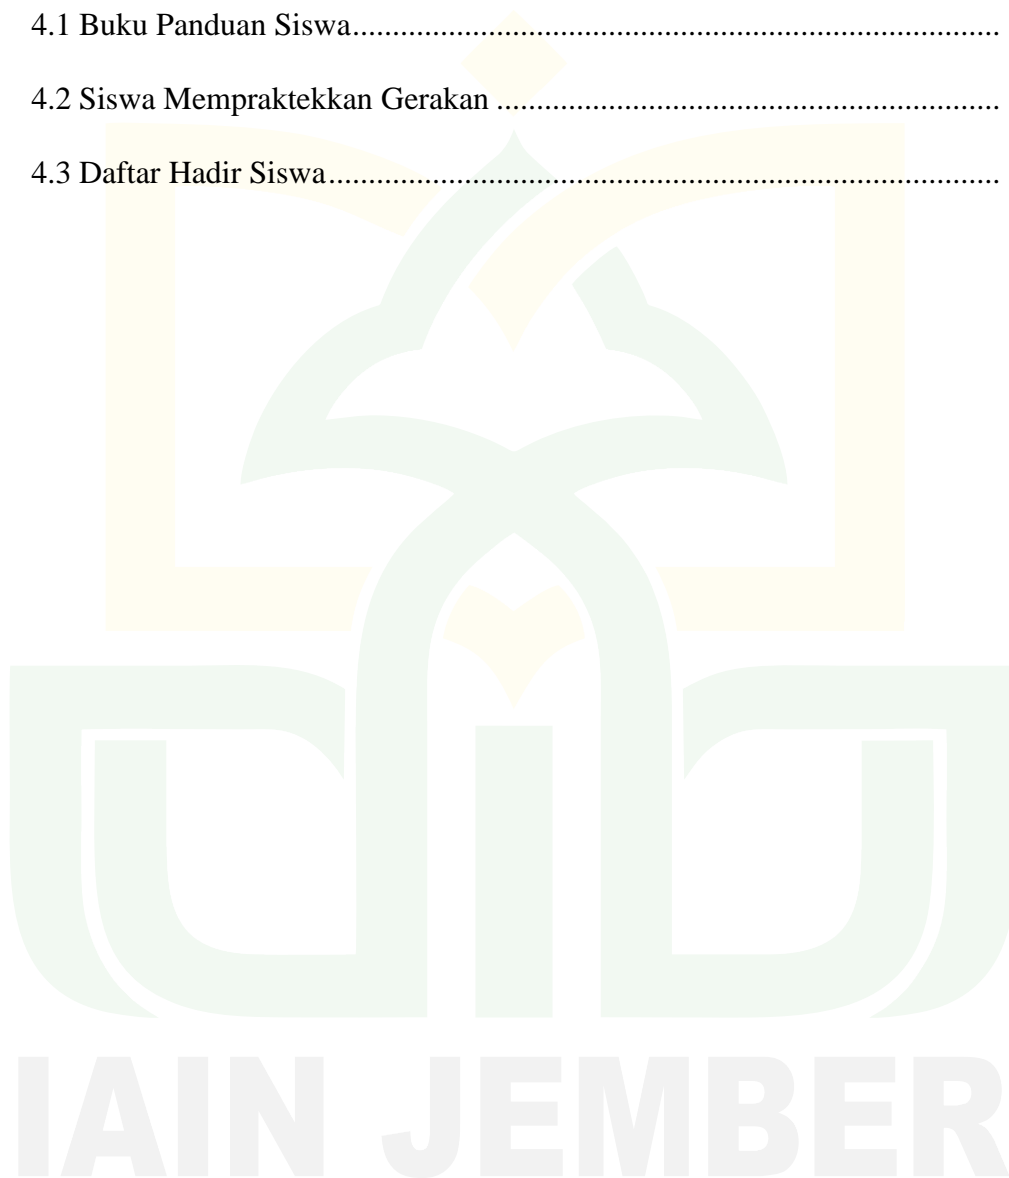 4.1 Buku Panduan Siswa.................................................................................
4.2 Siswa Mempraktekkan Gerakan ...............................................................
4.3 Daftar Hadir Siswa....................................................................................
IAIN JEMBER